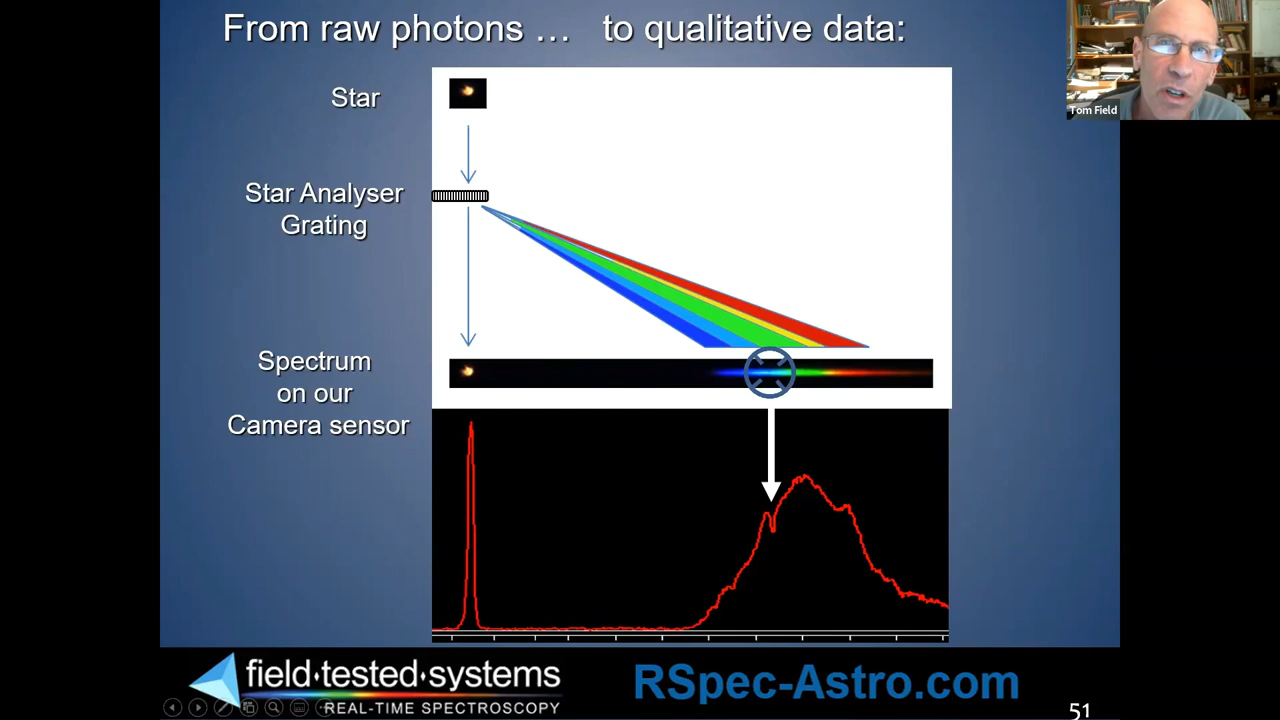 From raw photons … to qualitative data:
Tom Field
Star
Star Analyser
Grating
Spectrum
on our
Camera sensor
field·tested·systems
REAL-TIME SPECTROSCOPY
RSpec-Astro.com
51